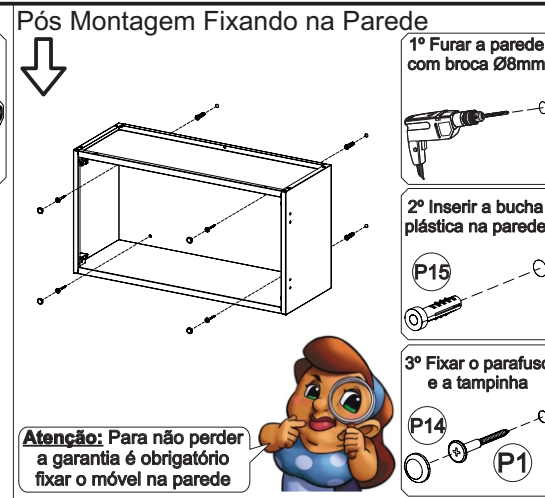 Pós Montagem Fixando na Parede
1º Furar a parede
com broca Ø8mm
2º Inserir a bucha
plástica na parede
P15
3º Fixar o parafuso
e a tampinha
P14
P1
Atenção: Para não perder
a garantia é obrigatório
fixar o móvel na parede